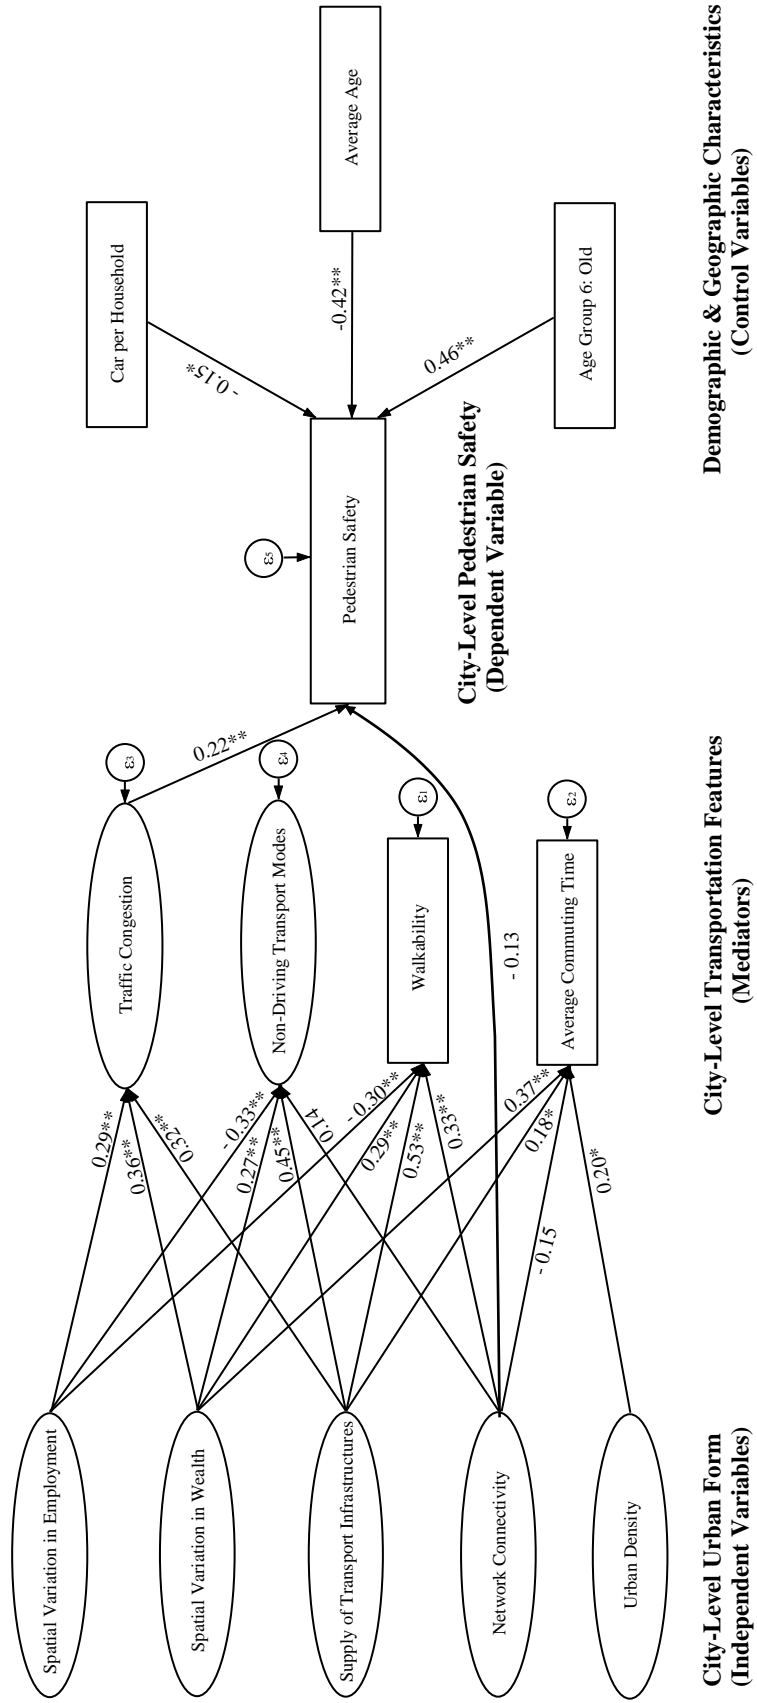 Spatial Variation in Employment
Spatial Variation in Wealth
Supply of Transport Infrastructures
Network Connectivity
Urban Density
City-Level Urban Form
(Independent Variables)
0.29**
0.36**
0.32**
- 0.33**
0.27**
0.45**
0.14
- 0.30**
0.29**
0.53**
0.33**
0.37**
0.18*
- 0.15
0.20*
Traffic Congestion
Non-Driving Transport Modes
Walkability
Average Commuting Time
City-Level Transportation Features
(Mediators)
ε3
ε4
ε1
ε2
0.22**
- 0.13
ε5
Pedestrian Safety
City-Level Pedestrian Safety
(Dependent Variable)
- 0.15*
-0.42**
0.46**
Car per Household
Average Age
Age Group 6: Old
Demographic & Geographic Characteristics
(Control Variables)